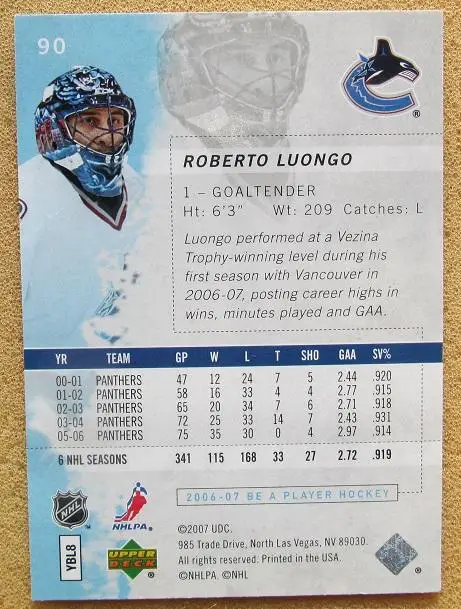 90
®
ROBERTO LUONGO
1 – GOALTENDER
Ht: 6'3" Wt: 209 Catches: L
Luongo performed at a Vezina
Trophy-winning level during his
first season with Vancouver in
2006-07, posting career highs in
wins, minutes played and GAA.
YR TEAM GP W L T SHO GAA SV%
00-01 PANTHERS 47 12 24 7 5 2.44 .920
01-02 PANTHERS 58 16 33 4 4 2.77 .915
02-03 PANTHERS 65 20 34 7 6 2.71 .918
03-04 PANTHERS 72 25 33 14 7 2.43 .931
05-06 PANTHERS 75 35 30 0 4 2.97 .914
6 NHL SEASONS 341 115 168 33 27 2.72 .919
2006-07 BE A PLAYER HOCKEY
NHL
NHLPA.
©2007 UDC.
985 Trade Drive, North Las Vegas, NV 89030.
All rights reserved. Printed in the USA.
©NHLPA. ©NHL
YBL8
UPPER DECK
®